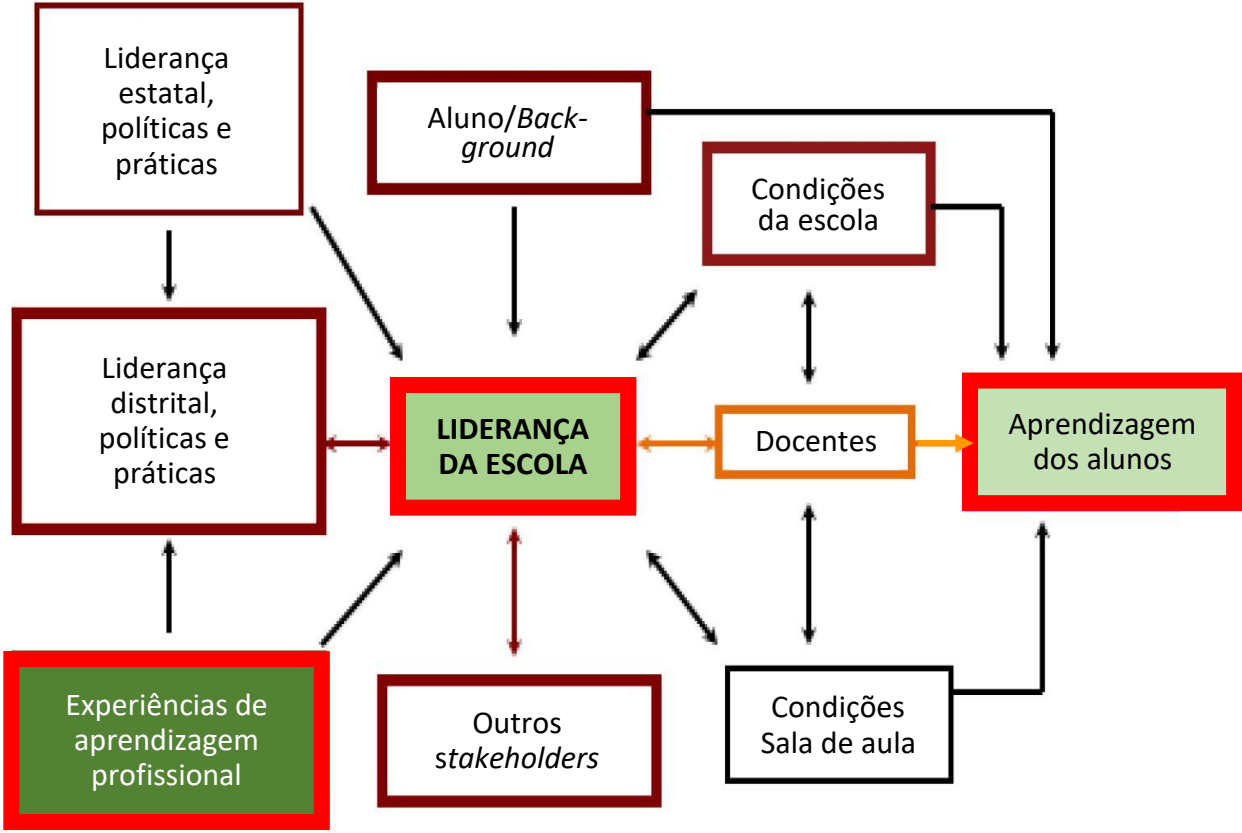 Liderança
estatal,
políticas e
práticas
Aluno/Back-
ground
Condições
da escola
Liderança
distrital,
políticas e
práticas
LIDERANÇA
DA ESCOLA
Docentes
Aprendizagem
dos alunos
Experiências de
aprendizagem
profissional
Outros
stakeholders
Condições
Sala de aula